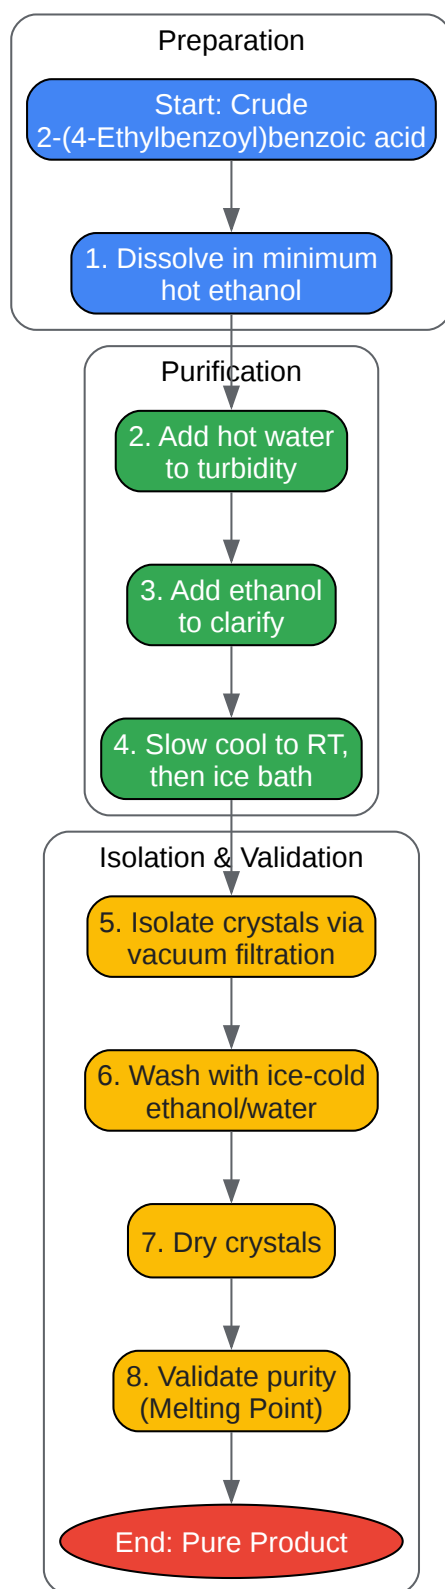 Preparation
Start: Crude
2-(4-Ethylbenzoyl)benzoic acid
1. Dissolve in minimum
hot ethanol
Purification
2. Add hot water
to turbidity
3. Add ethanol
to clarify
4. Slow cool to RT,
then ice bath
Isolation & Validation
5. Isolate crystals via
vacuum filtration
6. Wash with ice-cold
ethanol/water
7. Dry crystals
8. Validate purity
(Melting Point)
End: Pure Product